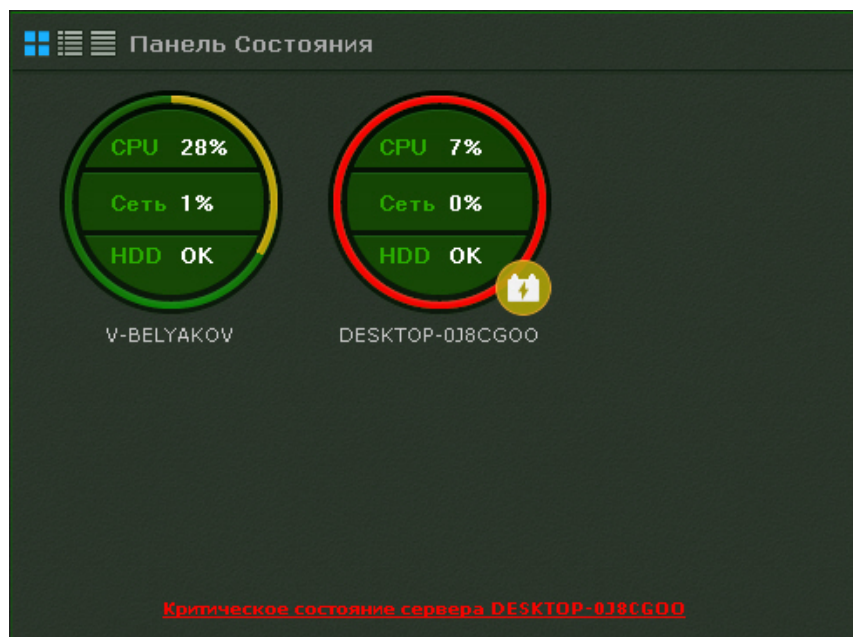 Панель Состояния
CPU 28%
Сеть 1%
HDD OK
V-BELYAKOV
CPU 7%
Сеть 0%
HDD OK
DESKTOP-0J8CGOO
Критическое состояние сервера DESKTOP-0J8CGOO